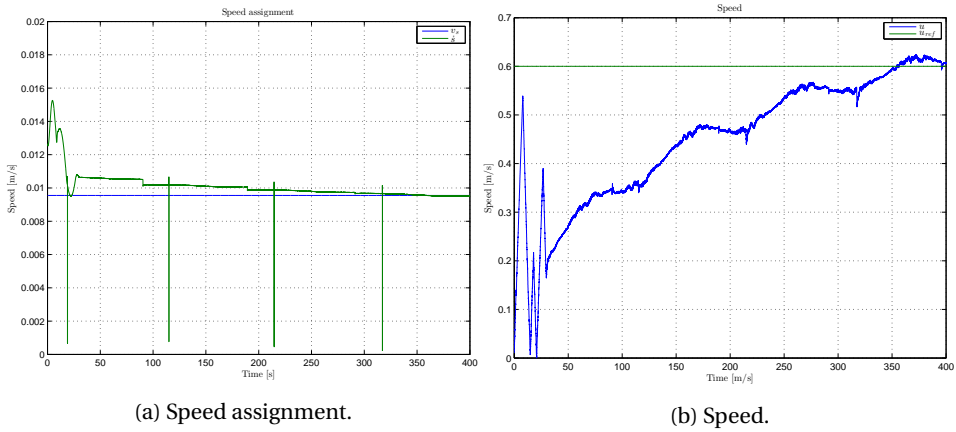 Speed assignment
0.02
0.018
0.016
0.014
0.012
0.01
0.008
0.006
0.004
0.002
0
Speed [m/s]
v_s
ṡ
0 50 100 150 200 250 300 350 400
Time [s]
(a) Speed assignment.
Speed
0.7
0.6
0.5
0.4
0.3
0.2
0.1
0
Speed [m/s]
u
u_ref
0 50 100 150 200 250 300 350 400
Time [m/s]
(b) Speed.